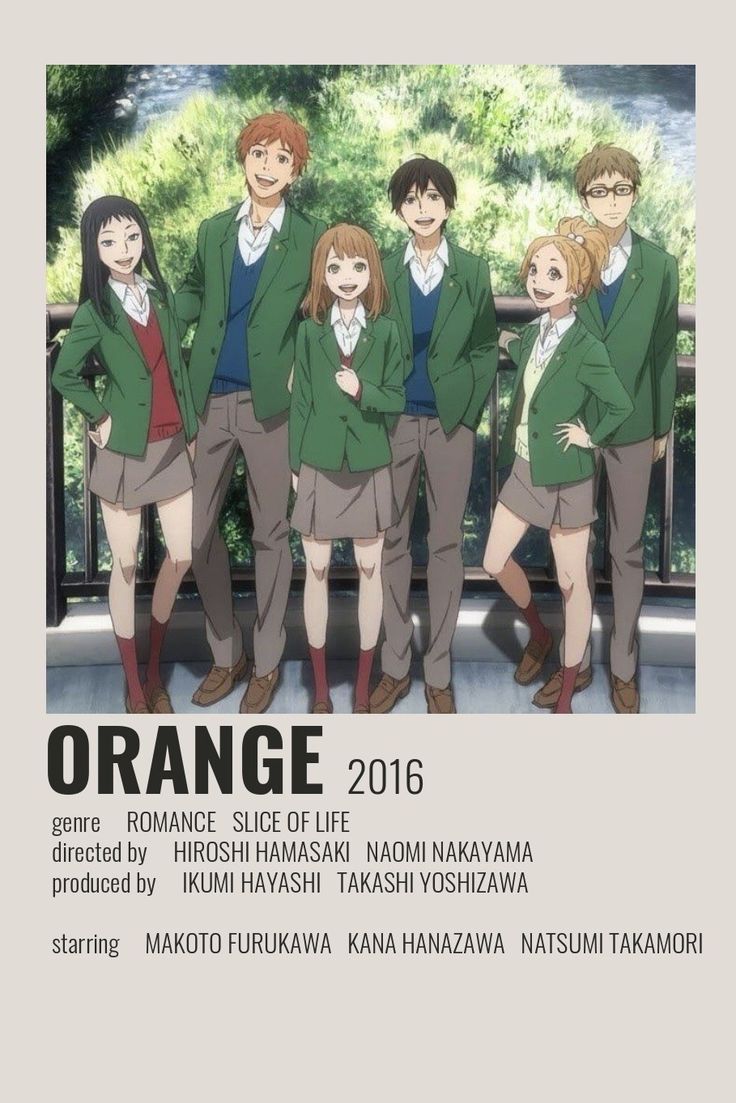 ORANGE 2016
genre ROMANCE SLICE OF LIFE
directed by HIROSHI HAMASAKI NAOMI NAKAYAMA
produced by IKUMI HAYASHI TAKASHI YOSHIZAWA
starring MAKOTO FURUKAWA KANA HANAZAWA NATSUMI TAKAMORI